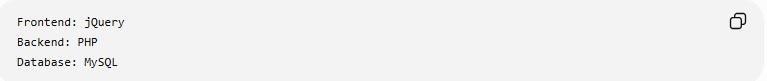 Frontend: jQuery
Backend: PHP
Database: MySQL